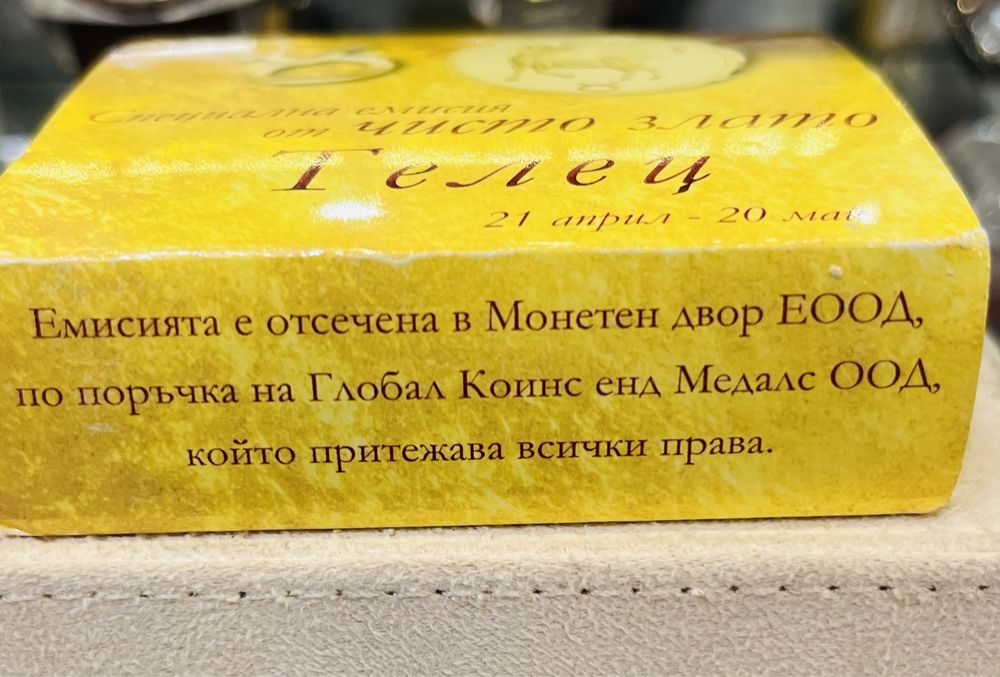 Специална емисия
от чисто злато
Телец
21 април - 20 май
Емисията е отсечена в Монетен двор ЕООД,
по поръчка на Глобал Коинс енд Медалс ООД,
който притежава всички права.